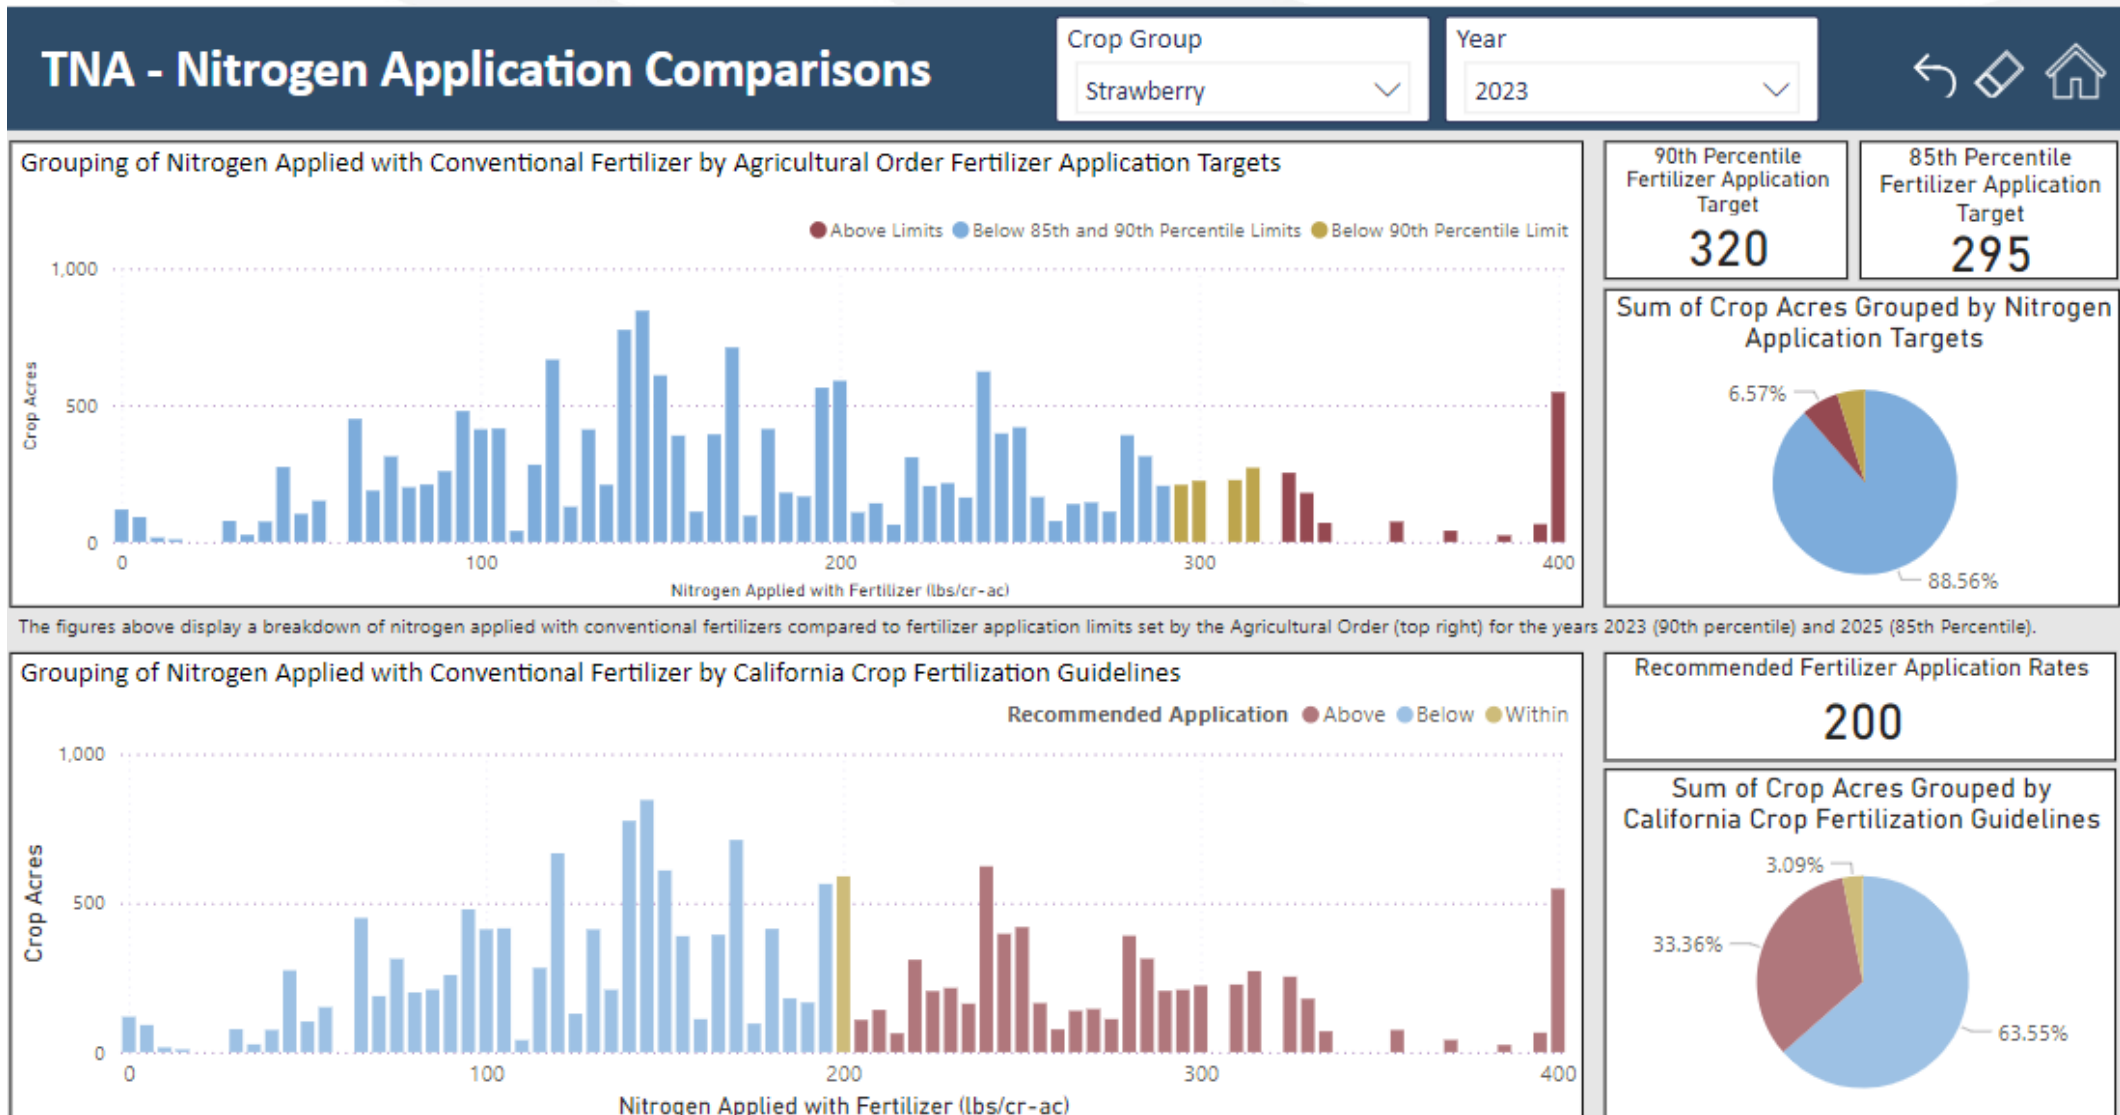 TNA - Nitrogen Application Comparisons
Crop Group
Strawberry
Year
2023
Grouping of Nitrogen Applied with Conventional Fertilizer by Agricultural Order Fertilizer Application Targets
Above Limits Below 85th and 90th Percentile Limits Below 90th Percentile Limit
1,000
500
0
Crop Acres
0 100 200 300 400
Nitrogen Applied with Fertilizer (lbs/cr-ac)
90th Percentile
Fertilizer Application
Target
320
85th Percentile
Fertilizer Application
Target
295
Sum of Crop Acres Grouped by Nitrogen
Application Targets
6.57%
88.56%
The figures above display a breakdown of nitrogen applied with conventional fertilizers compared to fertilizer application limits set by the Agricultural Order (top right) for the years 2023 (90th percentile) and 2025 (85th Percentile).
Grouping of Nitrogen Applied with Conventional Fertilizer by California Crop Fertilization Guidelines
Recommended Application Above Below Within
1,000
500
0
Crop Acres
0 100 200 300 400
Nitrogen Applied with Fertilizer (lbs/cr-ac)
Recommended Fertilizer Application Rates
200
Sum of Crop Acres Grouped by
California Crop Fertilization Guidelines
3.09%
33.36%
63.55%